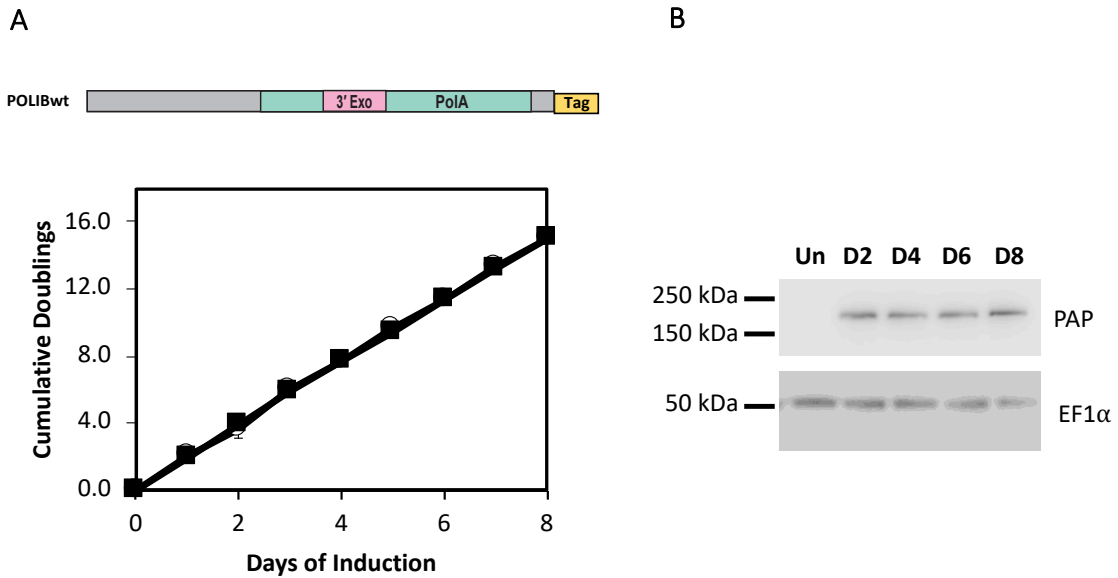 A
B
POLIBwt
3' Exo
PolA
Tag
Cumulative Doublings
16.0
12.0
8.0
4.0
0.0
0 2 4 6 8
Days of Induction
Un D2 D4 D6 D8
250 kDa
150 kDa
PAP
50 kDa
EF1α